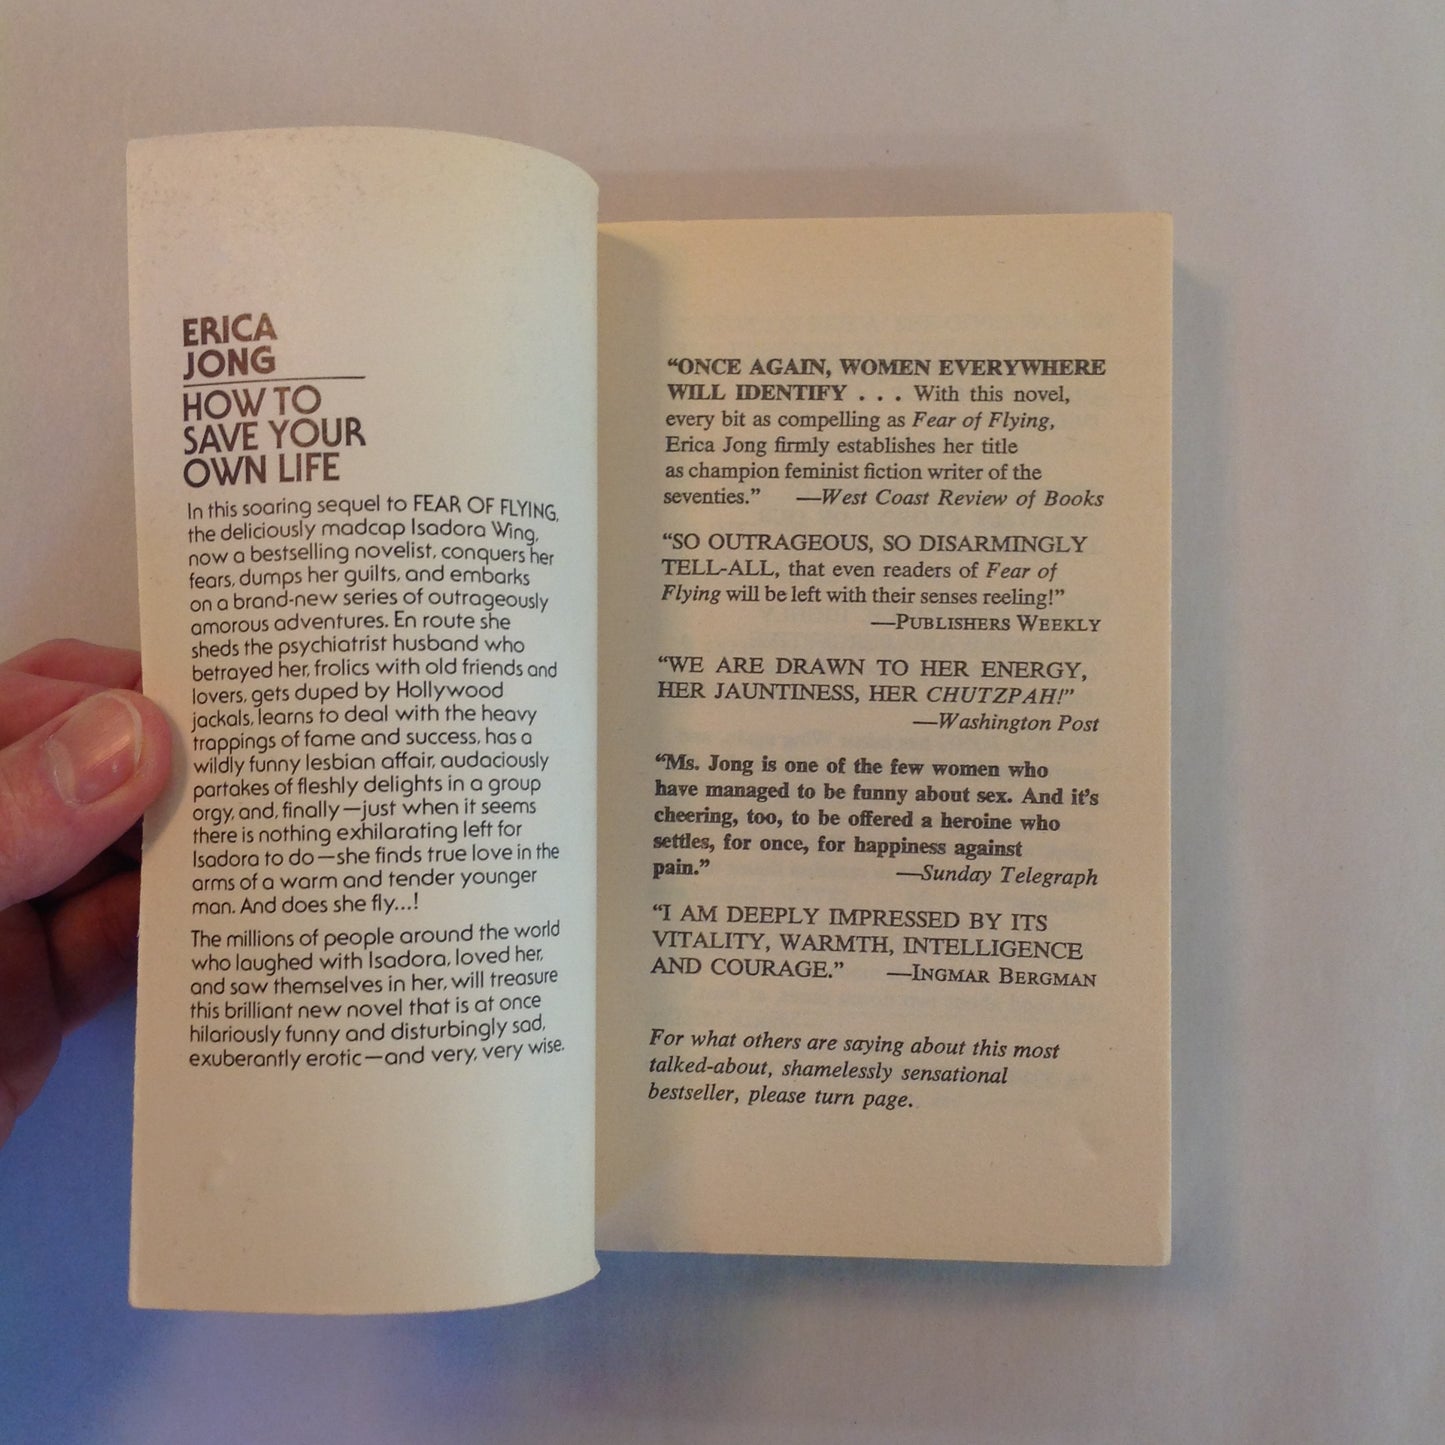 ERICA
JONG
HOW TO
SAVE YOUR
OWN LIFE
In this soaring sequel to FEAR OF FLYING,
the deliciously madcap Isadora Wing,
now a bestselling novelist, conquers her
fears, dumps her guilts, and embarks
on a brand-new series of outrageously
amorous adventures. En route she
sheds the psychiatrist husband who
betrayed her, frolics with old friends and
lovers, gets duped by Hollywood
jackals, learns to deal with the heavy
trappings of fame and success, has a
wildly funny lesbian affair, audaciously
partakes of fleshly delights in a group
orgy, and, finally—just when it seems
there is nothing exhilarating left for
Isadora to do—she finds true love in the
arms of a warm and tender younger
man. And does she fly...!
The millions of people around the world
who laughed with Isadora, loved her,
and saw themselves in her, will treasure
this brilliant new novel that is at once
hilariously funny and disturbingly sad,
exuberantly erotic—and very, very wise.
“ONCE AGAIN, WOMEN EVERYWHERE
WILL IDENTIFY . . . With this novel,
every bit as compelling as Fear of Flying,
Erica Jong firmly establishes her title
as champion feminist fiction writer of the
seventies.” —West Coast Review of Books
“SO OUTRAGEOUS, SO DISARMINGLY
TELL-ALL, that even readers of Fear of
Flying will be left with their senses reeling!”
—PUBLISHERS WEEKLY
“WE ARE DRAWN TO HER ENERGY,
HER JAUNTINESS, HER CHUTZPAH!”
—Washington Post
“Ms. Jong is one of the few women who
have managed to be funny about sex. And it’s
cheering, too, to be offered a heroine who
settles, for once, for happiness against
pain.” —Sunday Telegraph
“I AM DEEPLY IMPRESSED BY ITS
VITALITY, WARMTH, INTELLIGENCE
AND COURAGE.” —INGMAR BERGMAN
For what others are saying about this most
talked-about, shamelessly sensational
bestseller, please turn page.